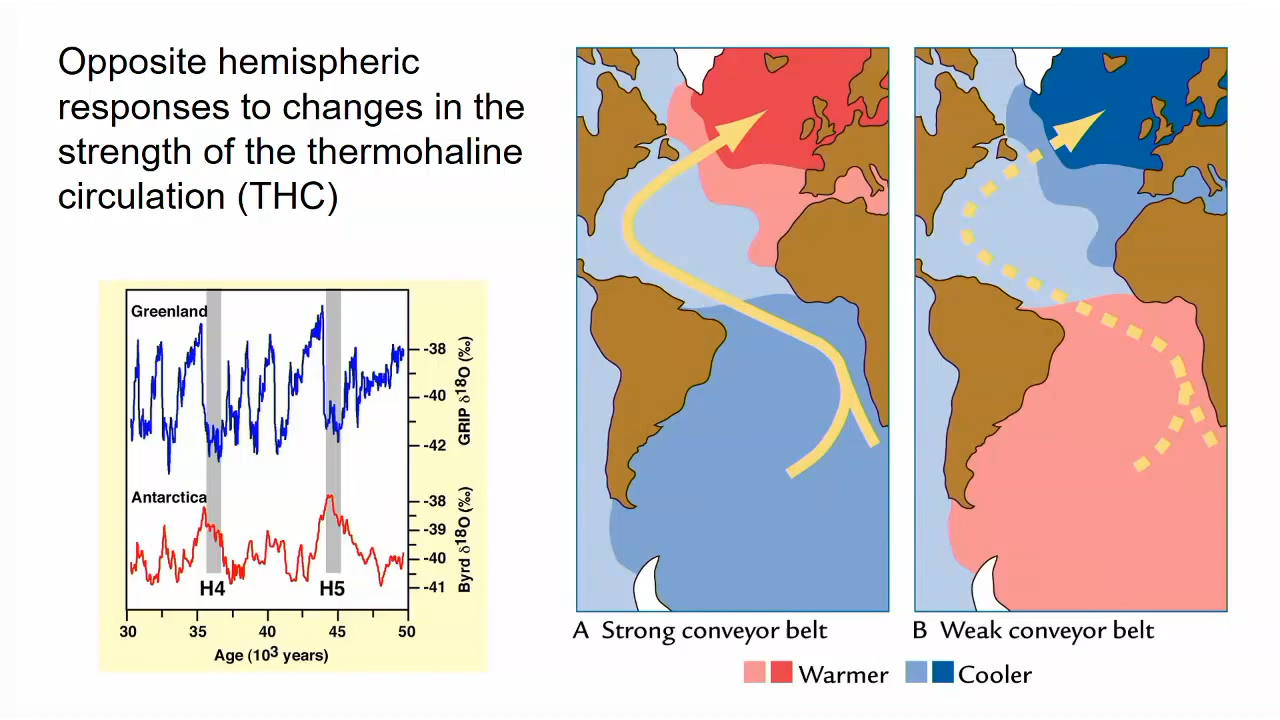 Opposite hemispheric
responses to changes in the
strength of the thermohaline
circulation (THC)
Greenland
-38
-40
-42
GRIP δ18O (‰)
Antarctica
-38
-39
-40
-41
Byrd δ18O (‰)
H4 H5
30 35 40 45 50
Age (10³ years)
A Strong conveyor belt
B Weak conveyor belt
Warmer Cooler